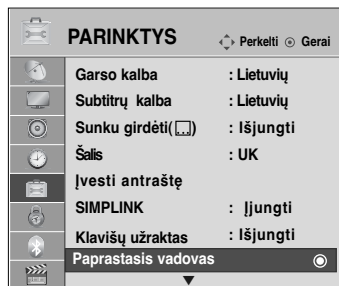 PARINKTYS Perkelti Gerai
Garso kalba : Lietuvių
Subtitrų kalba : Lietuvių
Sunku girdėti( ) : Išjungti
Šalis : UK
Įvesti antraštę
SIMPLINK : Įjungti
Klavišų užraktas : Išjungti
Paprastasis vadovas